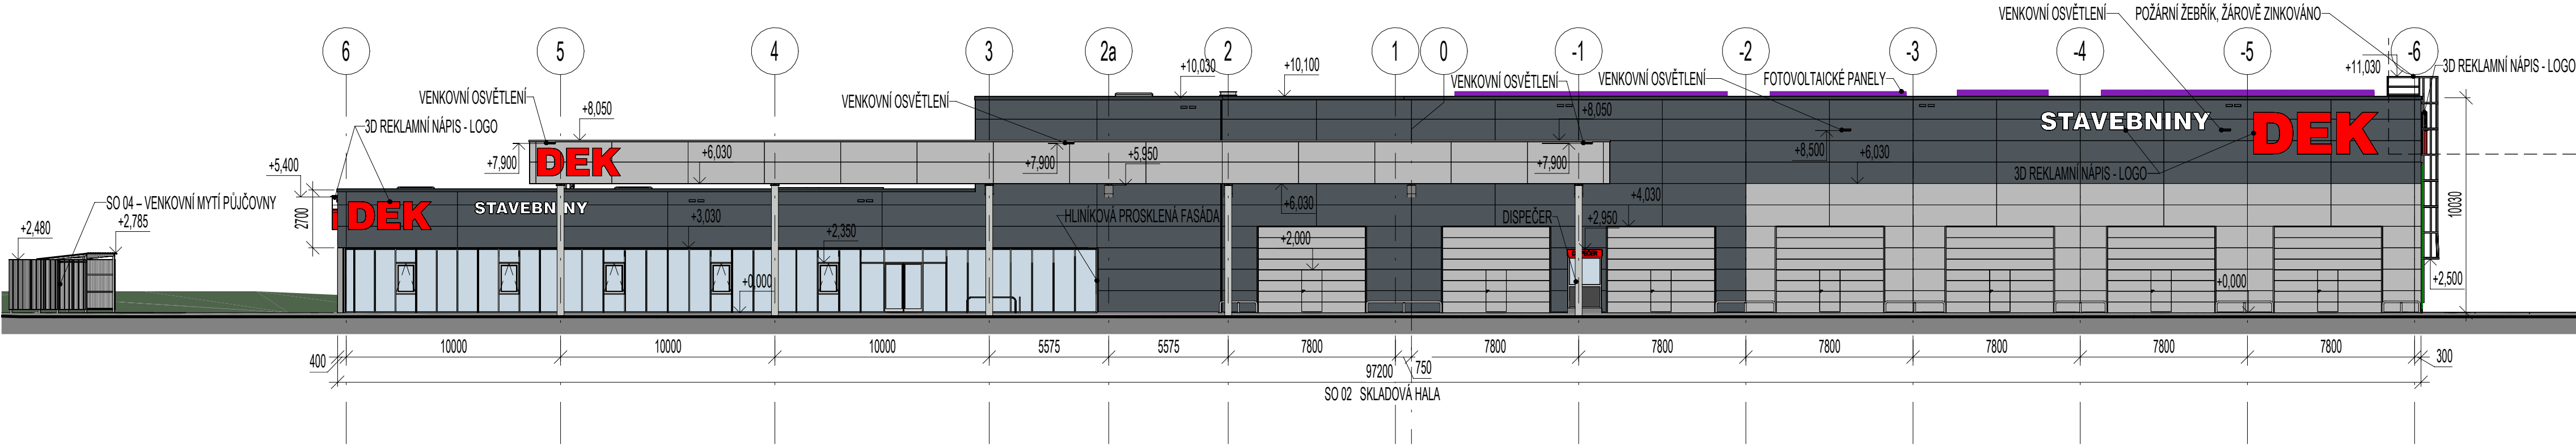 VENKOVNÍ OSVĚTLENÍ
POŽÁRNÍ ŽEBŘÍK, ŽÁROVĚ ZINKOVÁNO
6
5
4
3
2a
2
1
0
-1
-2
-3
-4
-5
-6
+10,030
+10,100
VENKOVNÍ OSVĚTLENÍ
VENKOVNÍ OSVĚTLENÍ
FOTOVOLTAICKÉ PANELY
+11,030
3D REKLAMNÍ NÁPIS - LOGO
VENKOVNÍ OSVĚTLENÍ
VENKOVNÍ OSVĚTLENÍ
+8,050
+8,050
3D REKLAMNÍ NÁPIS - LOGO
STAVEBNINY
DEK
+7,900
DEK
+6,030
+7,900
+5,950
+7,900
+8,500
+6,030
3D REKLAMNÍ NÁPIS - LOGO
+5,400
SO 04 – VENKOVNÍ MYTÍ PŮJČOVNY
2700
DEK
STAVEBNINY
+6,030
+4,030
10030
+2,480
+2,785
+3,030
HLINÍKOVÁ PROSKLENÁ FASÁDA
DISPEČER
+2,950
+2,350
+2,000
+0,000
+0,000
+2,500
400
10000
10000
10000
5575
5575
7800
750
7800
7800
7800
7800
7800
7800
300
97200
SO 02 SKLADOVÁ HALA